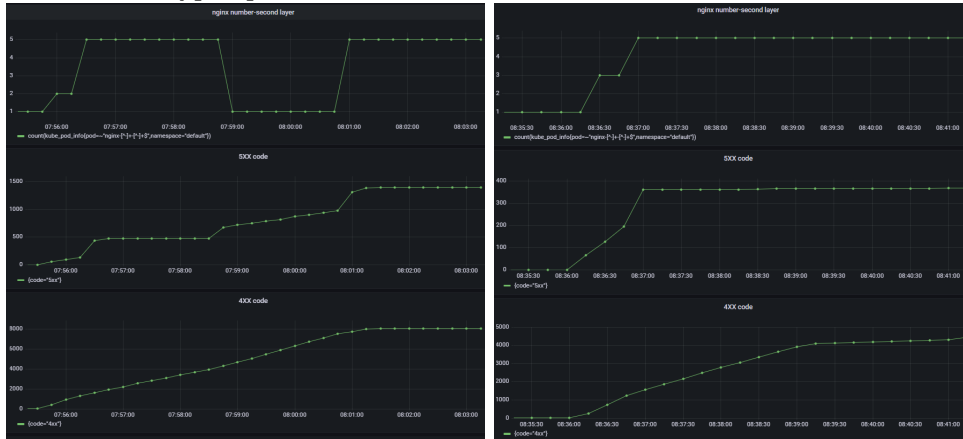 nginx number-second layer
5
4
3
2
1
07:56:00 07:57:00 07:58:00 07:59:00 08:00:00 08:01:00 08:02:00 08:03:00
count(kube_pod_info{pod=~"nginx-[^-]+-[^-]+$",namespace="default"})
5XX code
1500
1000
500
0
07:56:00 07:57:00 07:58:00 07:59:00 08:00:00 08:01:00 08:02:00 08:03:00
{code="5xx"}
4XX code
8000
6000
4000
2000
0
07:56:00 07:57:00 07:58:00 07:59:00 08:00:00 08:01:00 08:02:00 08:03:00
{code="4xx"}
nginx number-second layer
5
4
3
2
1
08:35:30 08:36:00 08:36:30 08:37:00 08:37:30 08:38:00 08:38:30 08:39:00 08:39:30 08:40:00 08:40:30 08:41:00
count(kube_pod_info{pod=~"nginx-[^-]+-[^-]+$",namespace="default"})
5XX code
400
300
200
100
0
08:35:30 08:36:00 08:36:30 08:37:00 08:37:30 08:38:00 08:38:30 08:39:00 08:39:30 08:40:00 08:40:30 08:41:00
{code="5xx"}
4XX code
5000
4000
3000
2000
1000
0
08:35:30 08:36:00 08:36:30 08:37:00 08:37:30 08:38:00 08:38:30 08:39:00 08:39:30 08:40:00 08:40:30 08:41:00
{code="4xx"}